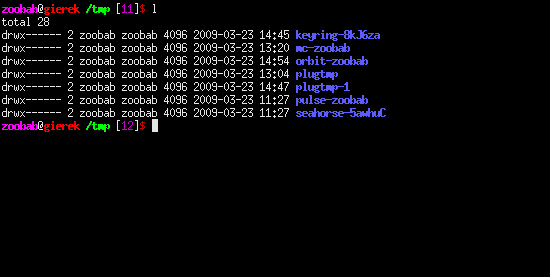 zoobab@gierek /tmp [11]$ l
total 28
drwx------ 2 zoobab zoobab 4096 2009-03-23 14:45 keyring-8kJ6za
drwx------ 2 zoobab zoobab 4096 2009-03-23 13:20 mc-zoobab
drwx------ 2 zoobab zoobab 4096 2009-03-23 14:54 orbit-zoobab
drwx------ 2 zoobab zoobab 4096 2009-03-23 13:04 plugtmp
drwx------ 2 zoobab zoobab 4096 2009-03-23 14:47 plugtmp-1
drwx------ 2 zoobab zoobab 4096 2009-03-23 11:27 pulse-zoobab
drwx------ 2 zoobab zoobab 4096 2009-03-23 11:27 seahorse-5awhuC
zoobab@gierek /tmp [12]$